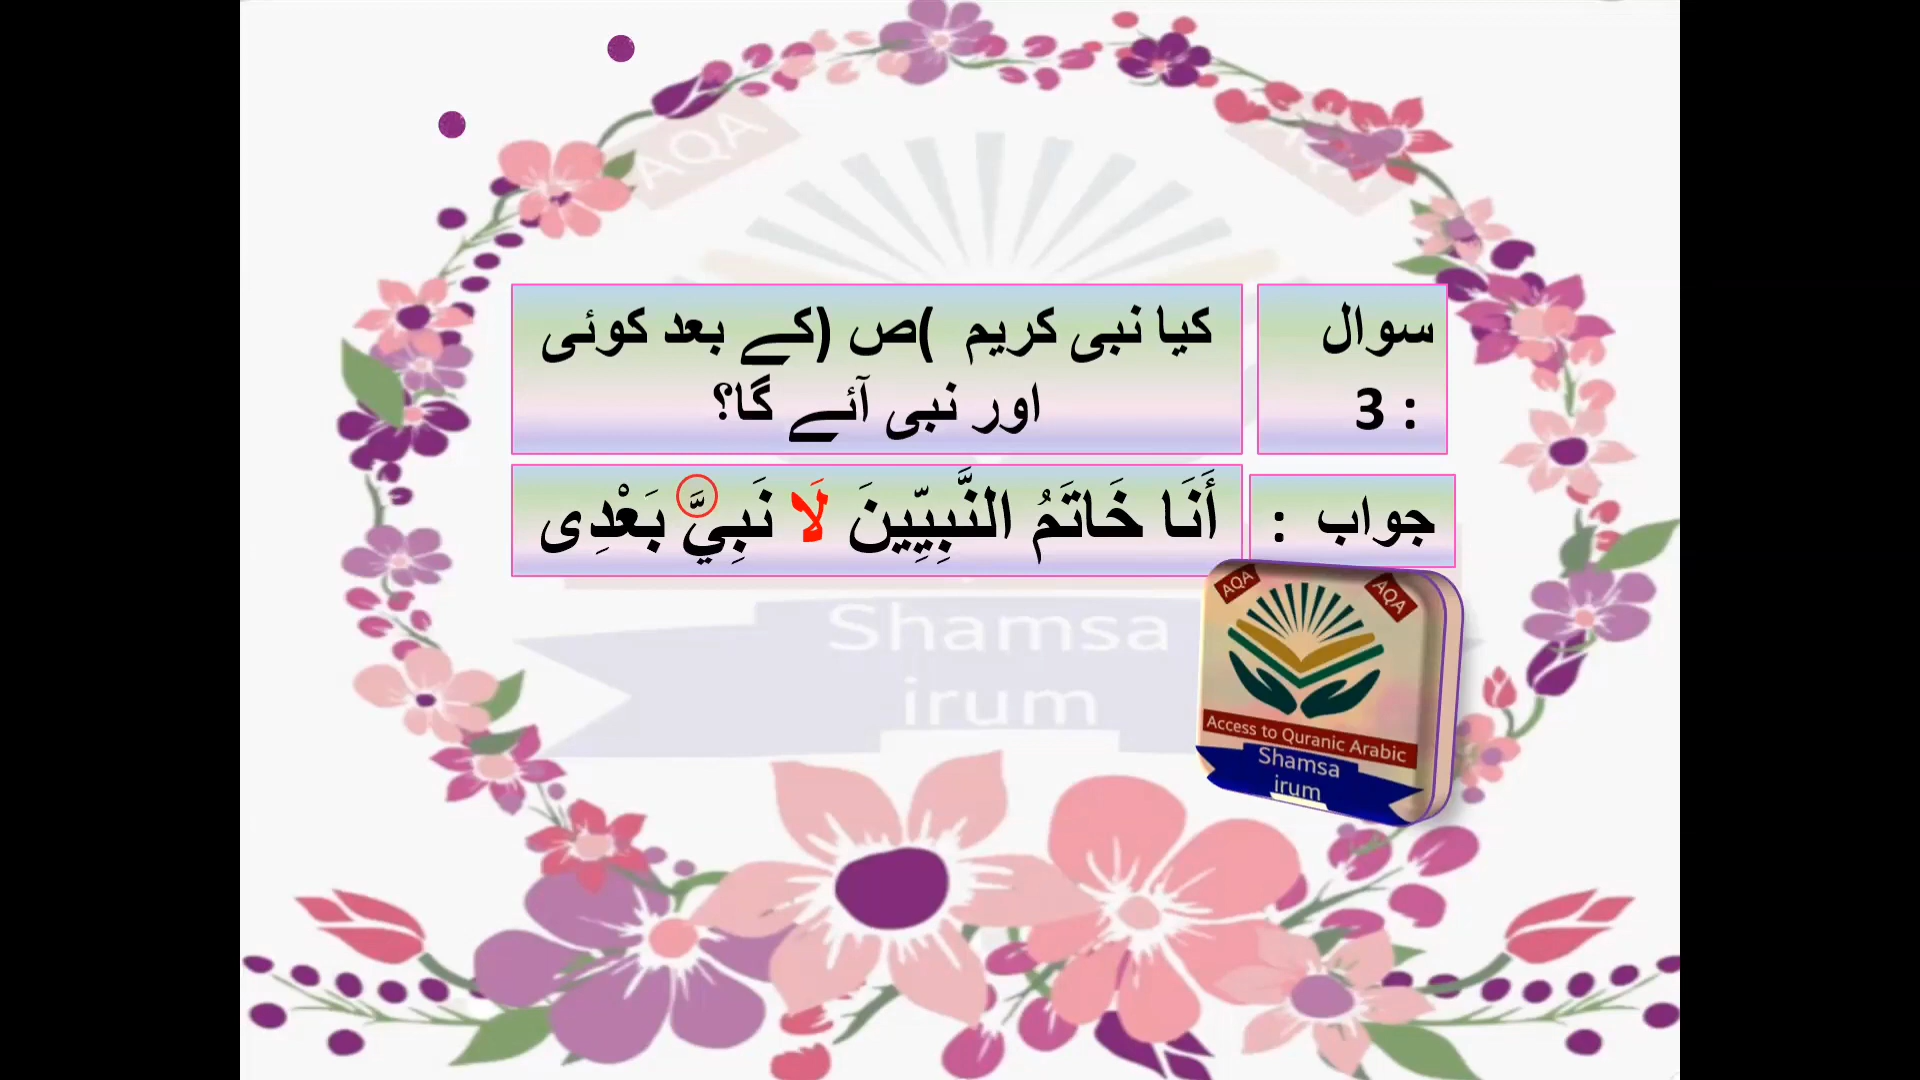 سوال
3 :
کیا نبی کریم )ص (کے بعد کوئی
اور نبی آئے گا؟
جواب :
أَنَا خَاتَمُ النَّبِيِّينَ لَا نَبِيَّ بَعْدِی
AQA
AQA
Access to Quranic Arabic
Shamsa
irum
AQA
Shamsa
irum